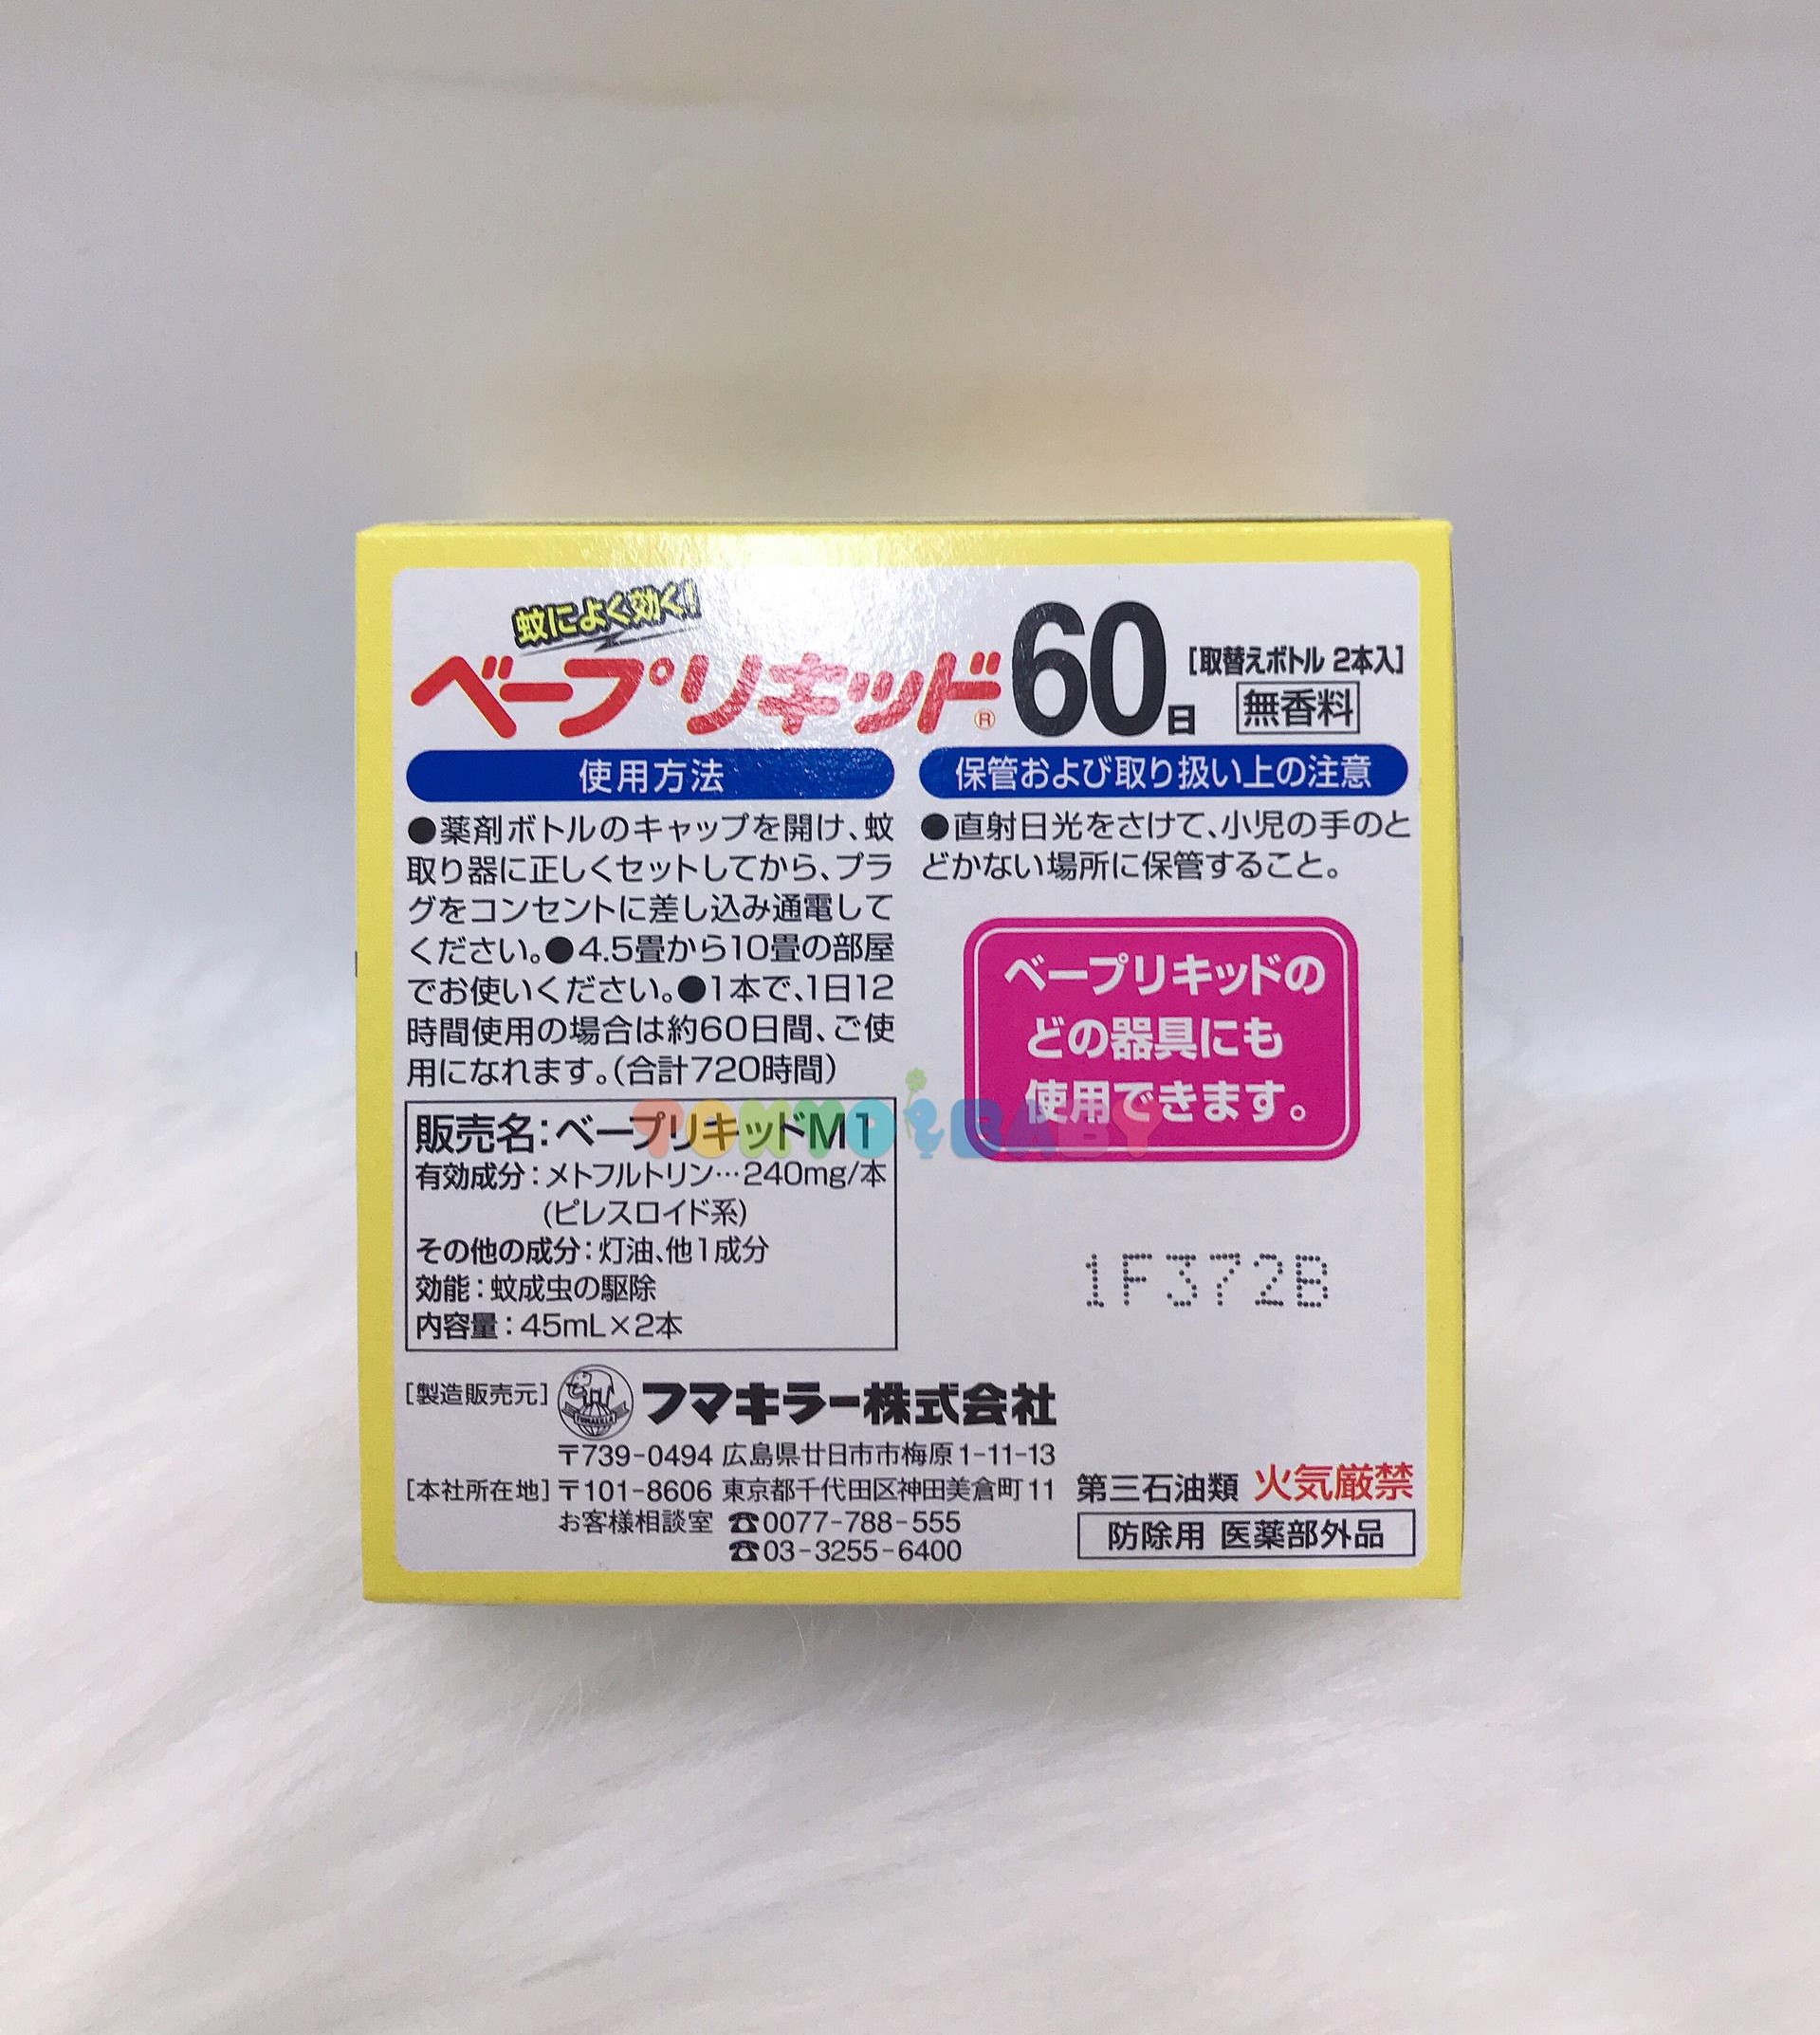 蚊によく効く!
ベープリキッド® 60日
[取替えボトル 2本入]
無香料
使用方法
●薬剤ボトルのキャップを開け、蚊
取り器に正しくセットしてから、プラ
グをコンセントに差し込み通電して
ください。●4.5畳から10畳の部屋
でお使いください。●1本で、1日12
時間使用の場合は約60日間、ご使
用になれます。(合計720時間)
保管および取り扱い上の注意
●直射日光をさけて、小児の手のと
どかない場所に保管すること。
ベープリキッドの
どの器具にも
使用できます。
TOMYO BABY
販売名:ベープリキッドM1
有効成分:メトフルトリン…240mg/本
(ピレスロイド系)
その他の成分:灯油、他1成分
効能:蚊成虫の駆除
内容量:45mL×2本
1F372B
[製造販売元] フマキラー株式会社
〒739-0494 広島県廿日市市梅原1-11-13
[本社所在地]〒101-8606 東京都千代田区神田美倉町11
お客様相談室 ☎0077-788-555
☎03-3255-6400
第三石油類 火気厳禁
防除用 医薬部外品